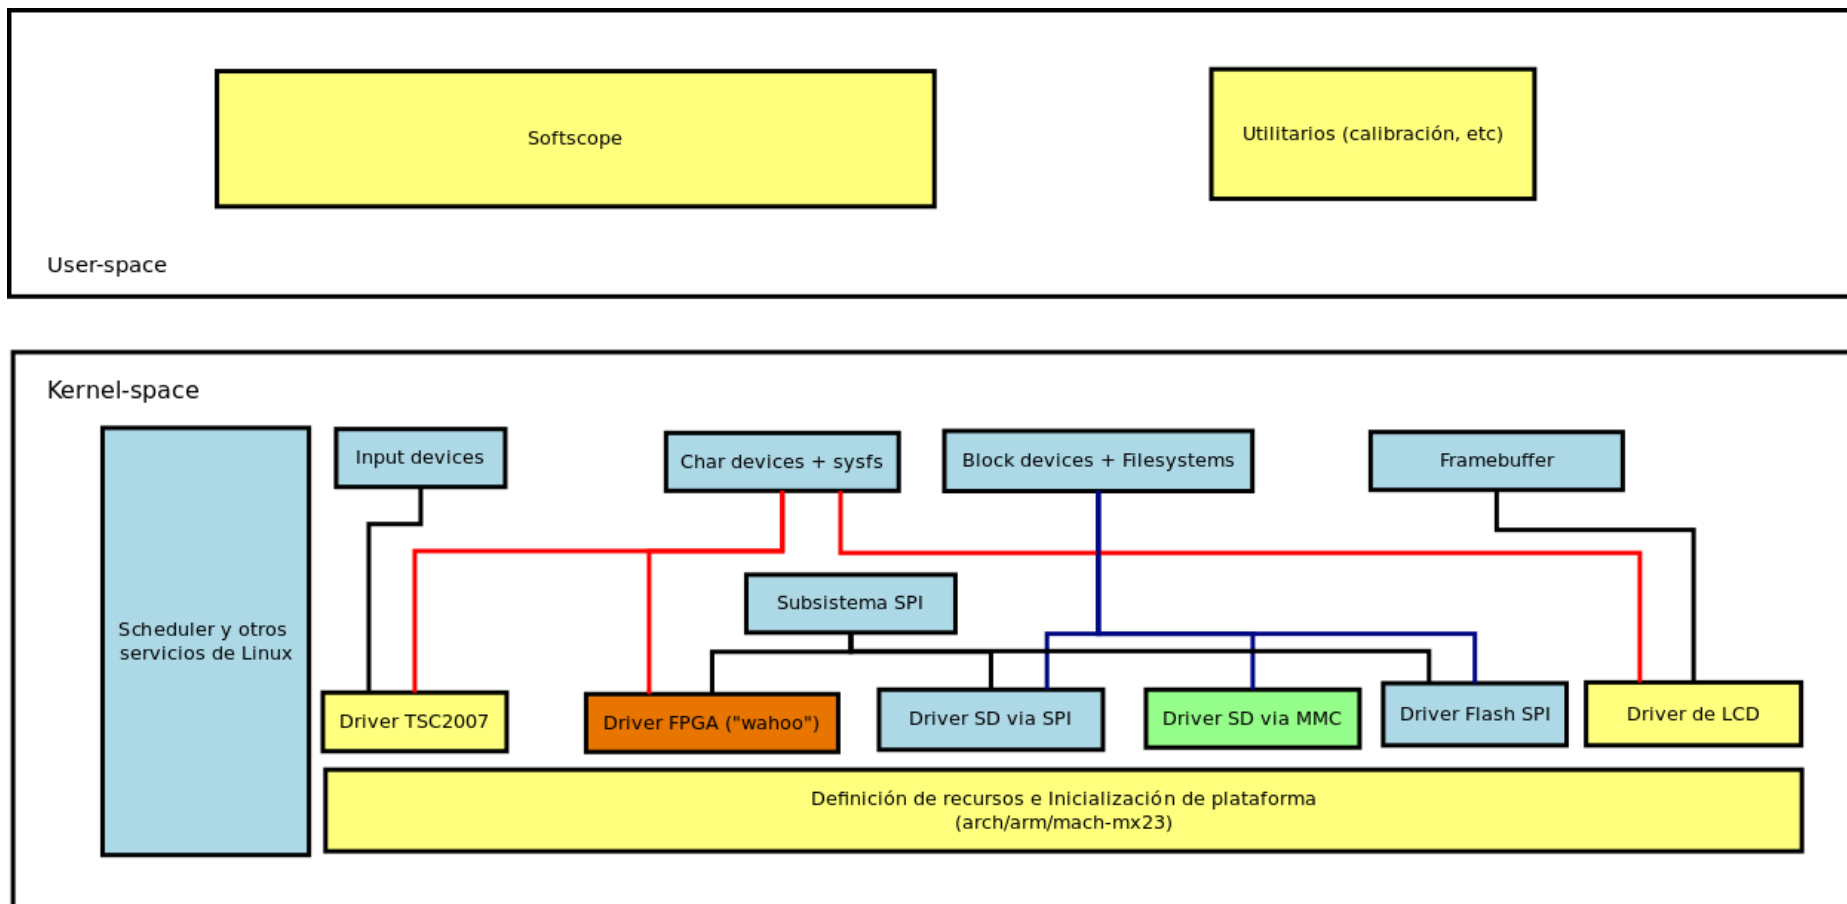 Softscope
Utilitarios (calibración, etc)
User-space
Kernel-space
Input devices
Char devices + sysfs
Block devices + Filesystems
Framebuffer
Subsistema SPI
Scheduler y otros
servicios de Linux
Driver TSC2007
Driver FPGA ("wahoo")
Driver SD via SPI
Driver SD via MMC
Driver Flash SPI
Driver de LCD
Definición de recursos e Inicialización de plataforma
(arch/arm/mach-mx23)